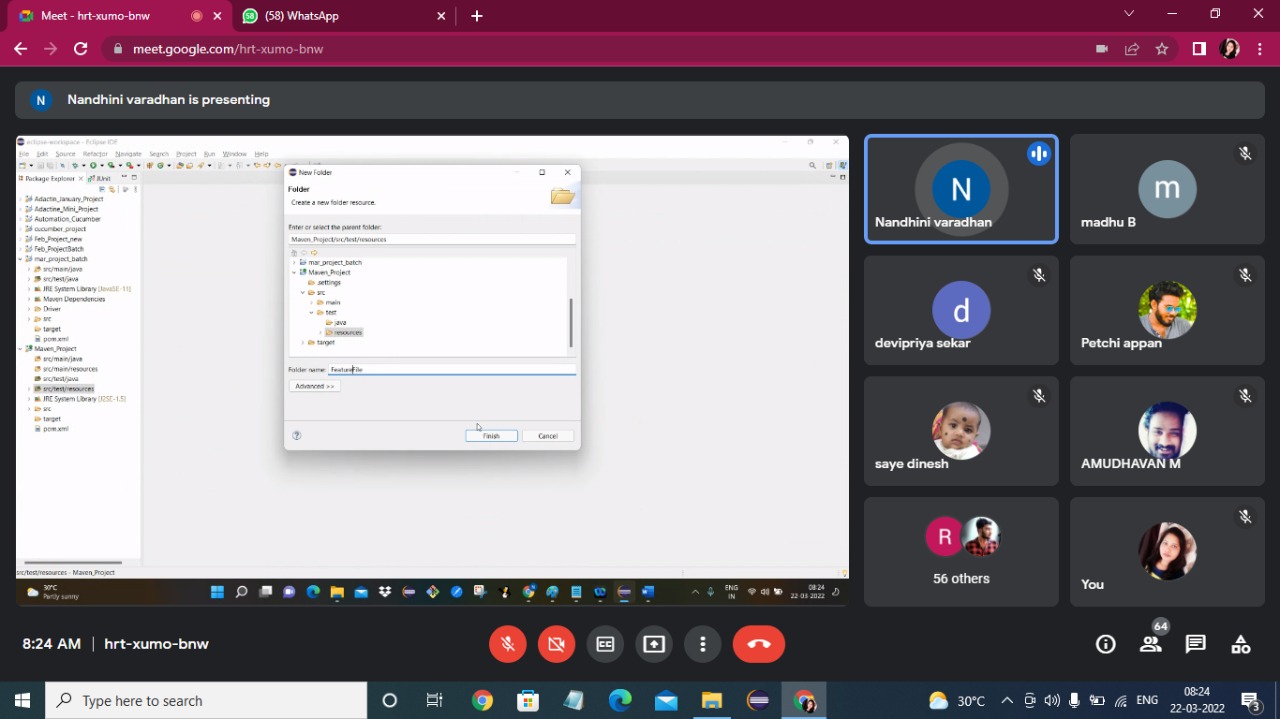 Meet - hrt-xumo-bnw
(58) WhatsApp
meet.google.com/hrt-xumo-bnw
N
Nandhini varadhan is presenting
eclipse-workspace - Eclipse IDE
File Edit Source Refactor Navigate Search Project Run Window Help
Package Explorer
JUnit
Adactin_January_Project
Adactine_Mini_Project
Automation_Cucumber
cucumber_project
Feb_Project_new
Feb_ProjectBatch
mar_project_batch
src/main/java
src/test/java
JRE System Library [JavaSE-11]
Maven Dependencies
Driver
src
target
pom.xml
Maven_Project
src/main/java
src/main/resources
src/test/java
src/test/resources
JRE System Library [J2SE-1.5]
src
target
pom.xml
src/test/resources - Maven_Project
New Folder
Folder
Create a new folder resource.
Enter or select the parent folder:
Maven_Project/src/test/resources
mar_project_batch
Maven_Project
.settings
src
main
test
java
resources
target
Folder name: FeatureFile
Advanced >>
Finish
Cancel
30°C
Partly sunny
ENG
IN
08:24
22-03-2022
N
Nandhini varadhan
m
madhu B
d
devipriya sekar
Petchi appan
saye dinesh
AMUDHAVAN M
R
56 others
You
8:24 AM | hrt-xumo-bnw
64
Type here to search
30°C
ENG
08:24
22-03-2022
3